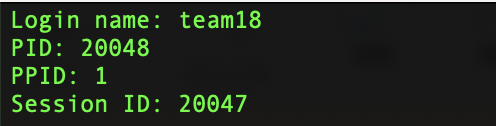 Login name: team18
PID: 20048
PPID: 1
Session ID: 20047